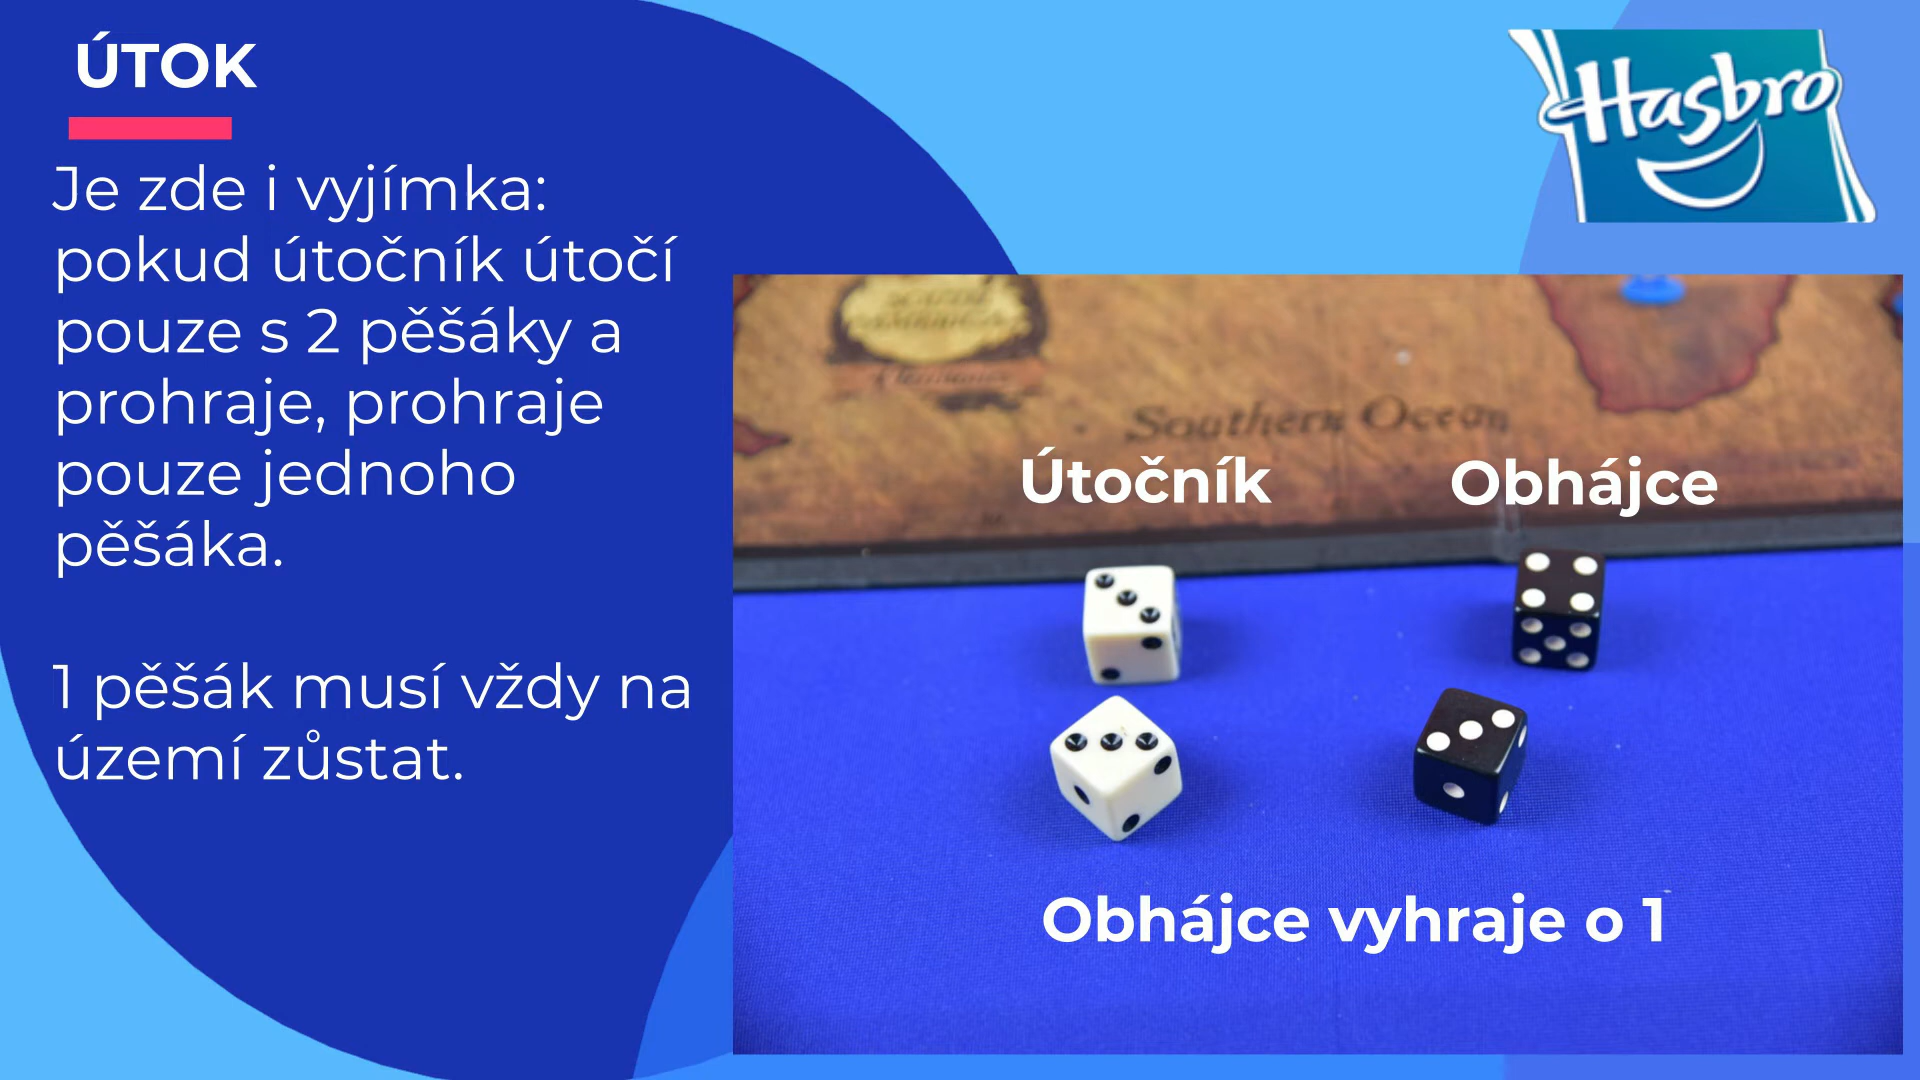 ÚTOK
Je zde i vyjímka:
pokud útočník útočí
pouze s 2 pěšáky a
prohraje, prohraje
pouze jednoho
pěšáka.
1 pěšák musí vždy na
území zůstat.
Hasbro
Southern Ocean
Útočník
Obhájce
Obhájce vyhraje o 1